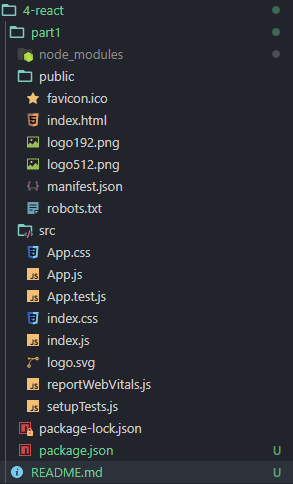 4-react
part1
node_modules
public
favicon.ico
index.html
logo192.png
logo512.png
manifest.json
robots.txt
src
App.css
App.js
App.test.js
index.css
index.js
logo.svg
reportWebVitals.js
setupTests.js
package-lock.json
package.json U
README.md U